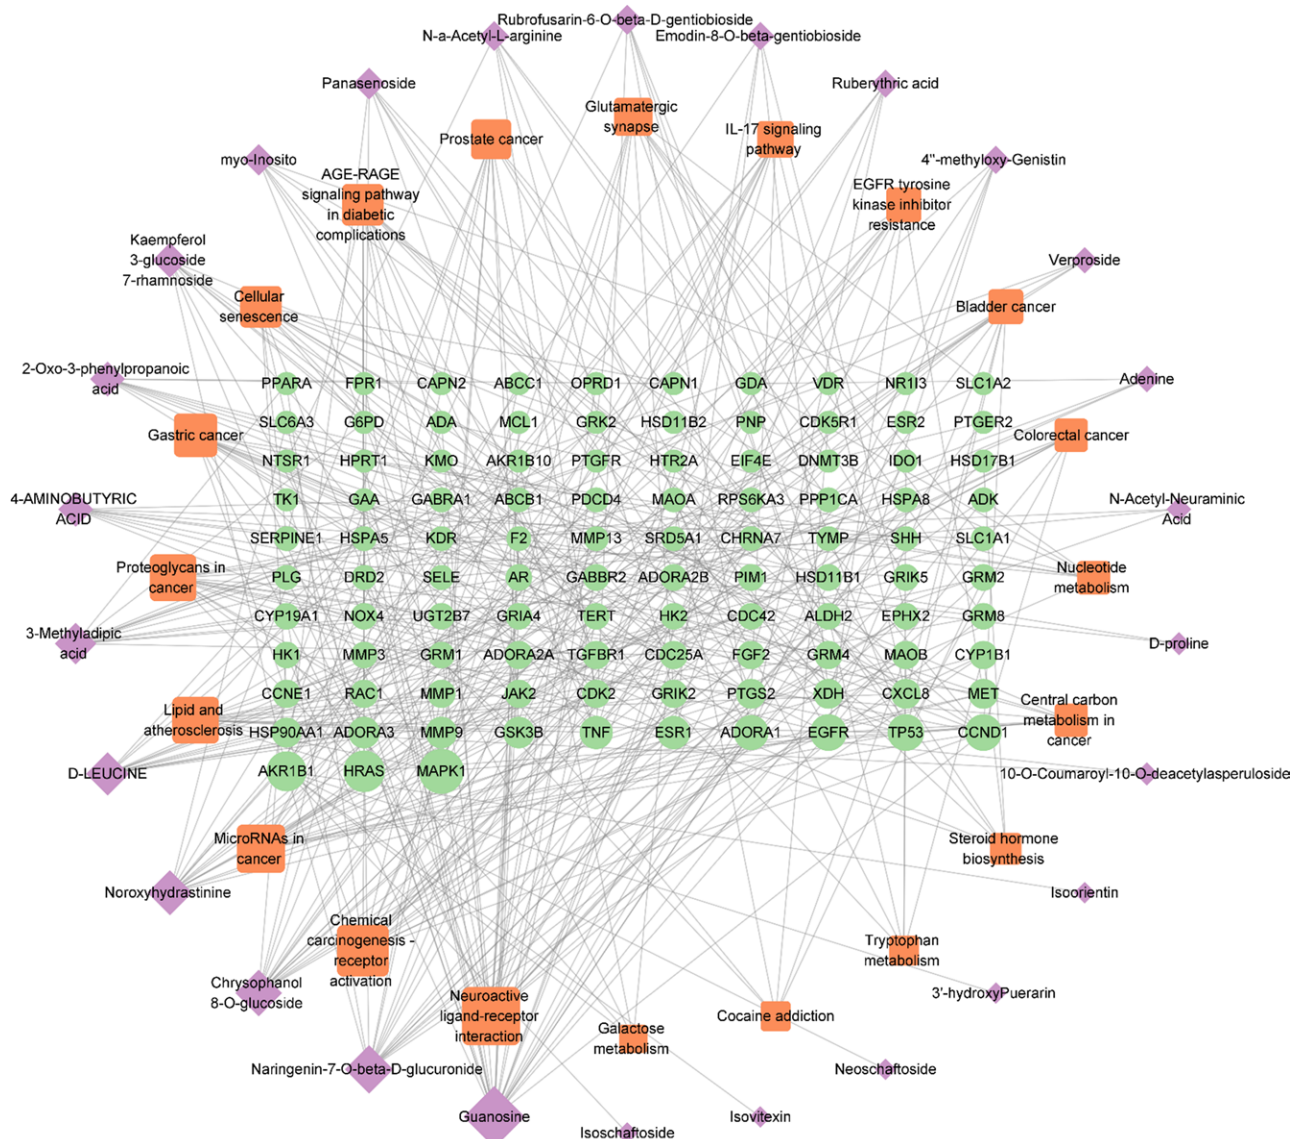 Rubrofusarin-6-O-beta-D-gentiobioside
N-a-Acetyl-L-arginine
Emodin-8-O-beta-gentiobioside
Panasenoside
Ruberythric acid
Glutamatergic
synapse
Prostate cancer
IL-17 signaling
pathway
myo-Inosito
4''-methyloxy-Genistin
AGE-RAGE
signaling pathway
in diabetic
complications
EGFR tyrosine
kinase inhibitor
resistance
Kaempferol
3-glucoside
7-rhamnoside
Verproside
Cellular
senescence
Bladder cancer
2-Oxo-3-phenylpropanoic
acid
Adenine
PPARA FPR1 CAPN2 ABCC1 OPRD1 CAPN1 GDA VDR NR1I3 SLC1A2
SLC6A3 G6PD ADA MCL1 GRK2 HSD11B2 PNP CDK5R1 ESR2 PTGER2
Gastric cancer
Colorectal cancer
NTSR1 HPRT1 KMO AKR1B10 PTGFR HTR2A EIF4E DNMT3B IDO1 HSD17B1
4-AMINOBUTYRIC
ACID
N-Acetyl-Neuraminic
Acid
TK1 GAA GABRA1 ABCB1 PDCD4 MAOA RPS6KA3 PPP1CA HSPA8 ADK
SERPINE1 HSPA5 KDR F2 MMP13 SRD5A1 CHRNA7 TYMP SHH SLC1A1
Proteoglycans in
cancer
Nucleotide
metabolism
PLG DRD2 SELE AR GABBR2 ADORA2B PIM1 HSD11B1 GRIK5 GRM2
CYP19A1 NOX4 UGT2B7 GRIA4 TERT HK2 CDC42 ALDH2 EPHX2 GRM8
3-Methyladipic
acid
D-proline
HK1 MMP3 GRM1 ADORA2A TGFBR1 CDC25A FGF2 GRM4 MAOB CYP1B1
CCNE1 RAC1 MMP1 JAK2 CDK2 GRIK2 PTGS2 XDH CXCL8 MET
Lipid and
atherosclerosis
Central carbon
metabolism in
cancer
HSP90AA1 ADORA3 MMP9 GSK3B TNF ESR1 ADORA1 EGFR TP53 CCND1
D-LEUCINE
AKR1B1 HRAS MAPK1
10-O-Coumaroyl-10-O-deacetylasperuloside
MicroRNAs in
cancer
Steroid hormone
biosynthesis
Noroxyhydrastinine
Isoorientin
Chemical
carcinogenesis -
receptor
activation
Tryptophan
metabolism
Chrysophanol
8-O-glucoside
3'-hydroxyPuerarin
Neuroactive
ligand-receptor
interaction
Cocaine addiction
Galactose
metabolism
Naringenin-7-O-beta-D-glucuronide
Neoschaftoside
Guanosine
Isovitexin
Isoschaftoside